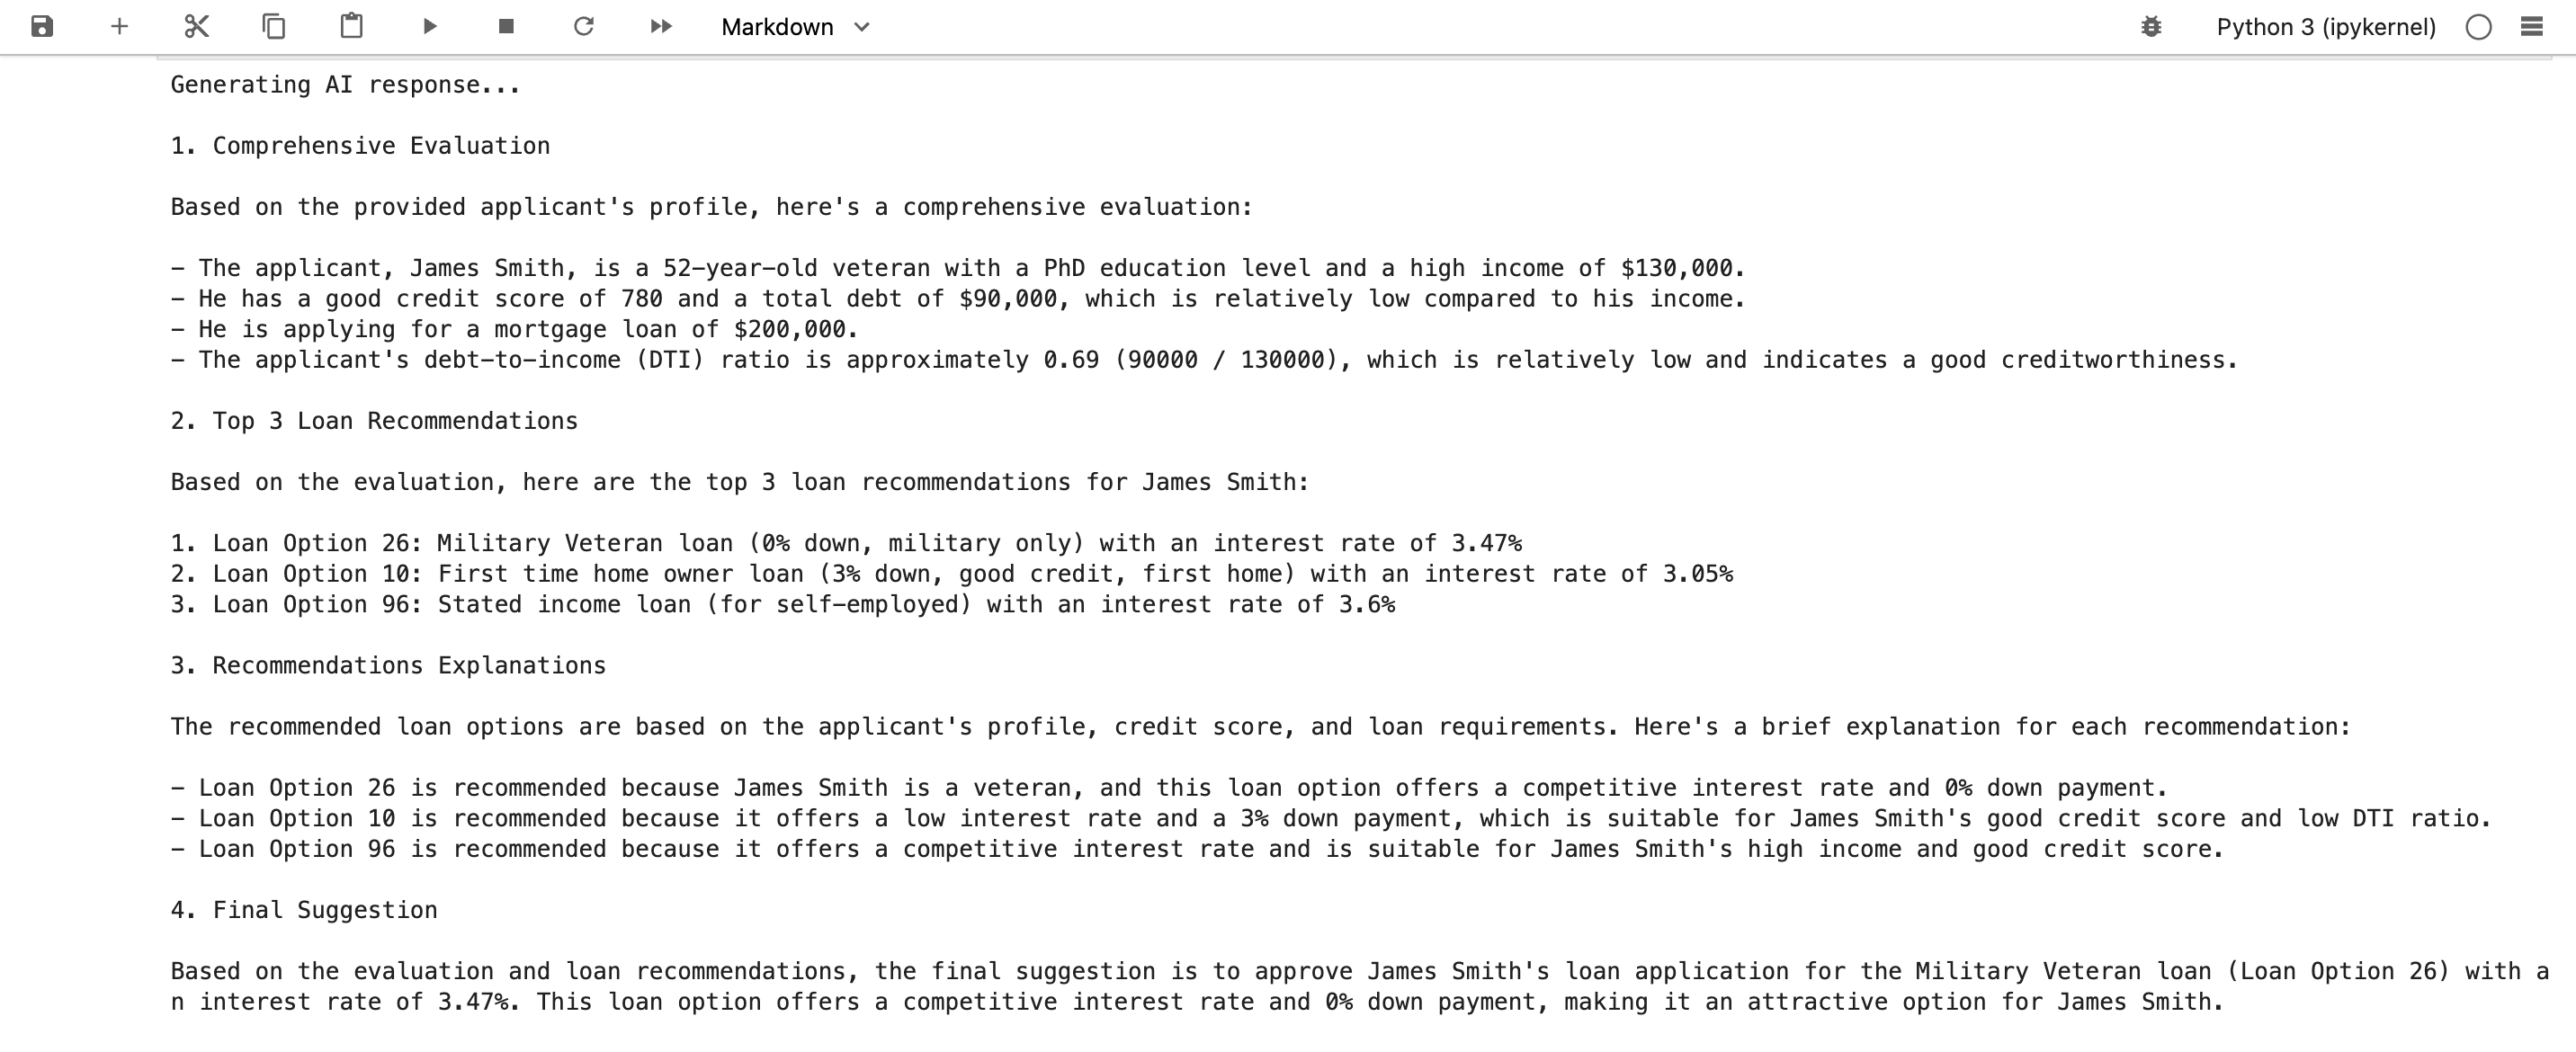 Markdown
Python 3 (ipykernel)
Generating AI response...
1. Comprehensive Evaluation
Based on the provided applicant's profile, here's a comprehensive evaluation:
– The applicant, James Smith, is a 52-year-old veteran with a PhD education level and a high income of $130,000.
– He has a good credit score of 780 and a total debt of $90,000, which is relatively low compared to his income.
– He is applying for a mortgage loan of $200,000.
– The applicant's debt-to-income (DTI) ratio is approximately 0.69 (90000 / 130000), which is relatively low and indicates a good creditworthiness.
2. Top 3 Loan Recommendations
Based on the evaluation, here are the top 3 loan recommendations for James Smith:
1. Loan Option 26: Military Veteran loan (0% down, military only) with an interest rate of 3.47%
2. Loan Option 10: First time home owner loan (3% down, good credit, first home) with an interest rate of 3.05%
3. Loan Option 96: Stated income loan (for self-employed) with an interest rate of 3.6%
3. Recommendations Explanations
The recommended loan options are based on the applicant's profile, credit score, and loan requirements. Here's a brief explanation for each recommendation:
– Loan Option 26 is recommended because James Smith is a veteran, and this loan option offers a competitive interest rate and 0% down payment.
– Loan Option 10 is recommended because it offers a low interest rate and a 3% down payment, which is suitable for James Smith's good credit score and low DTI ratio.
– Loan Option 96 is recommended because it offers a competitive interest rate and is suitable for James Smith's high income and good credit score.
4. Final Suggestion
Based on the evaluation and loan recommendations, the final suggestion is to approve James Smith's loan application for the Military Veteran loan (Loan Option 26) with a
n interest rate of 3.47%. This loan option offers a competitive interest rate and 0% down payment, making it an attractive option for James Smith.